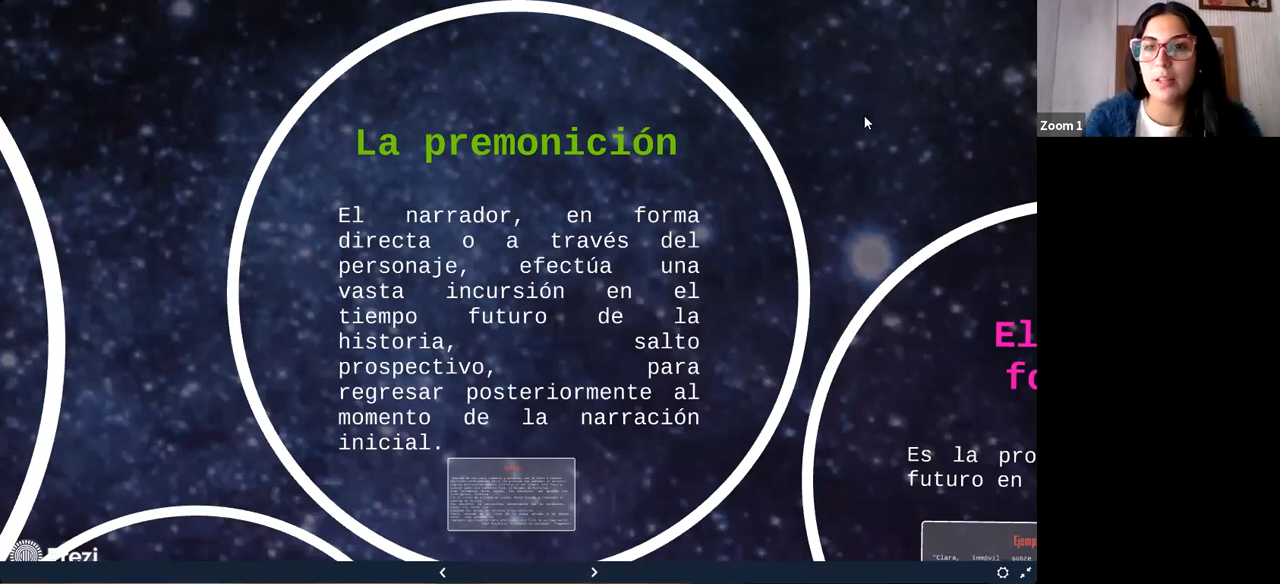 La premonición
El narrador, en forma
directa o a través del
personaje, efectúa una
vasta incursión en el
tiempo futuro de la
historia, salto
prospectivo, para
regresar posteriormente al
momento de la narración
inicial.
El
fo
Es la pro
futuro en
Ejemp
"Clara, inmóvil sobre
Prezi
Zoom 1